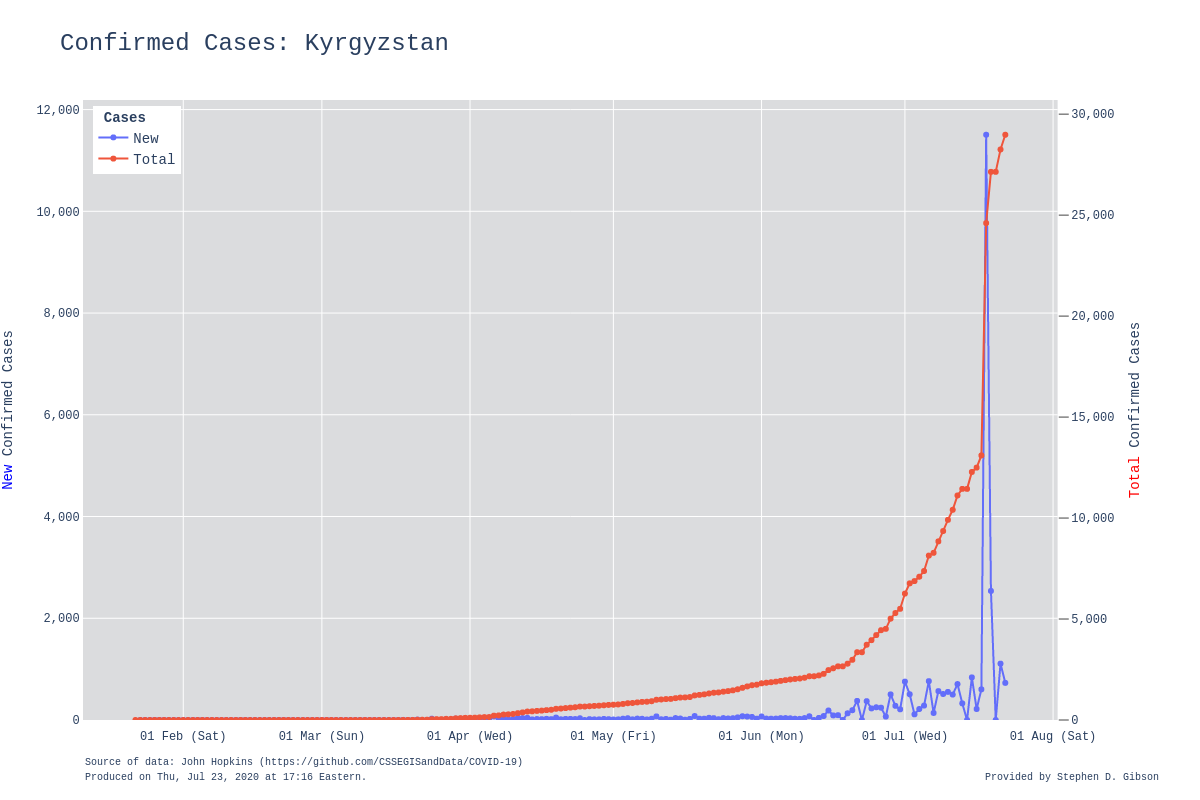 Confirmed Cases: Kyrgyzstan
Cases
New
Total
12,000
10,000
8,000
6,000
4,000
2,000
0
New Confirmed Cases
30,000
25,000
20,000
15,000
10,000
5,000
0
Total Confirmed Cases
01 Feb (Sat)
01 Mar (Sun)
01 Apr (Wed)
01 May (Fri)
01 Jun (Mon)
01 Jul (Wed)
01 Aug (Sat)
Source of data: John Hopkins (https://github.com/CSSEGISandData/COVID-19)
Produced on Thu, Jul 23, 2020 at 17:16 Eastern.
Provided by Stephen D. Gibson